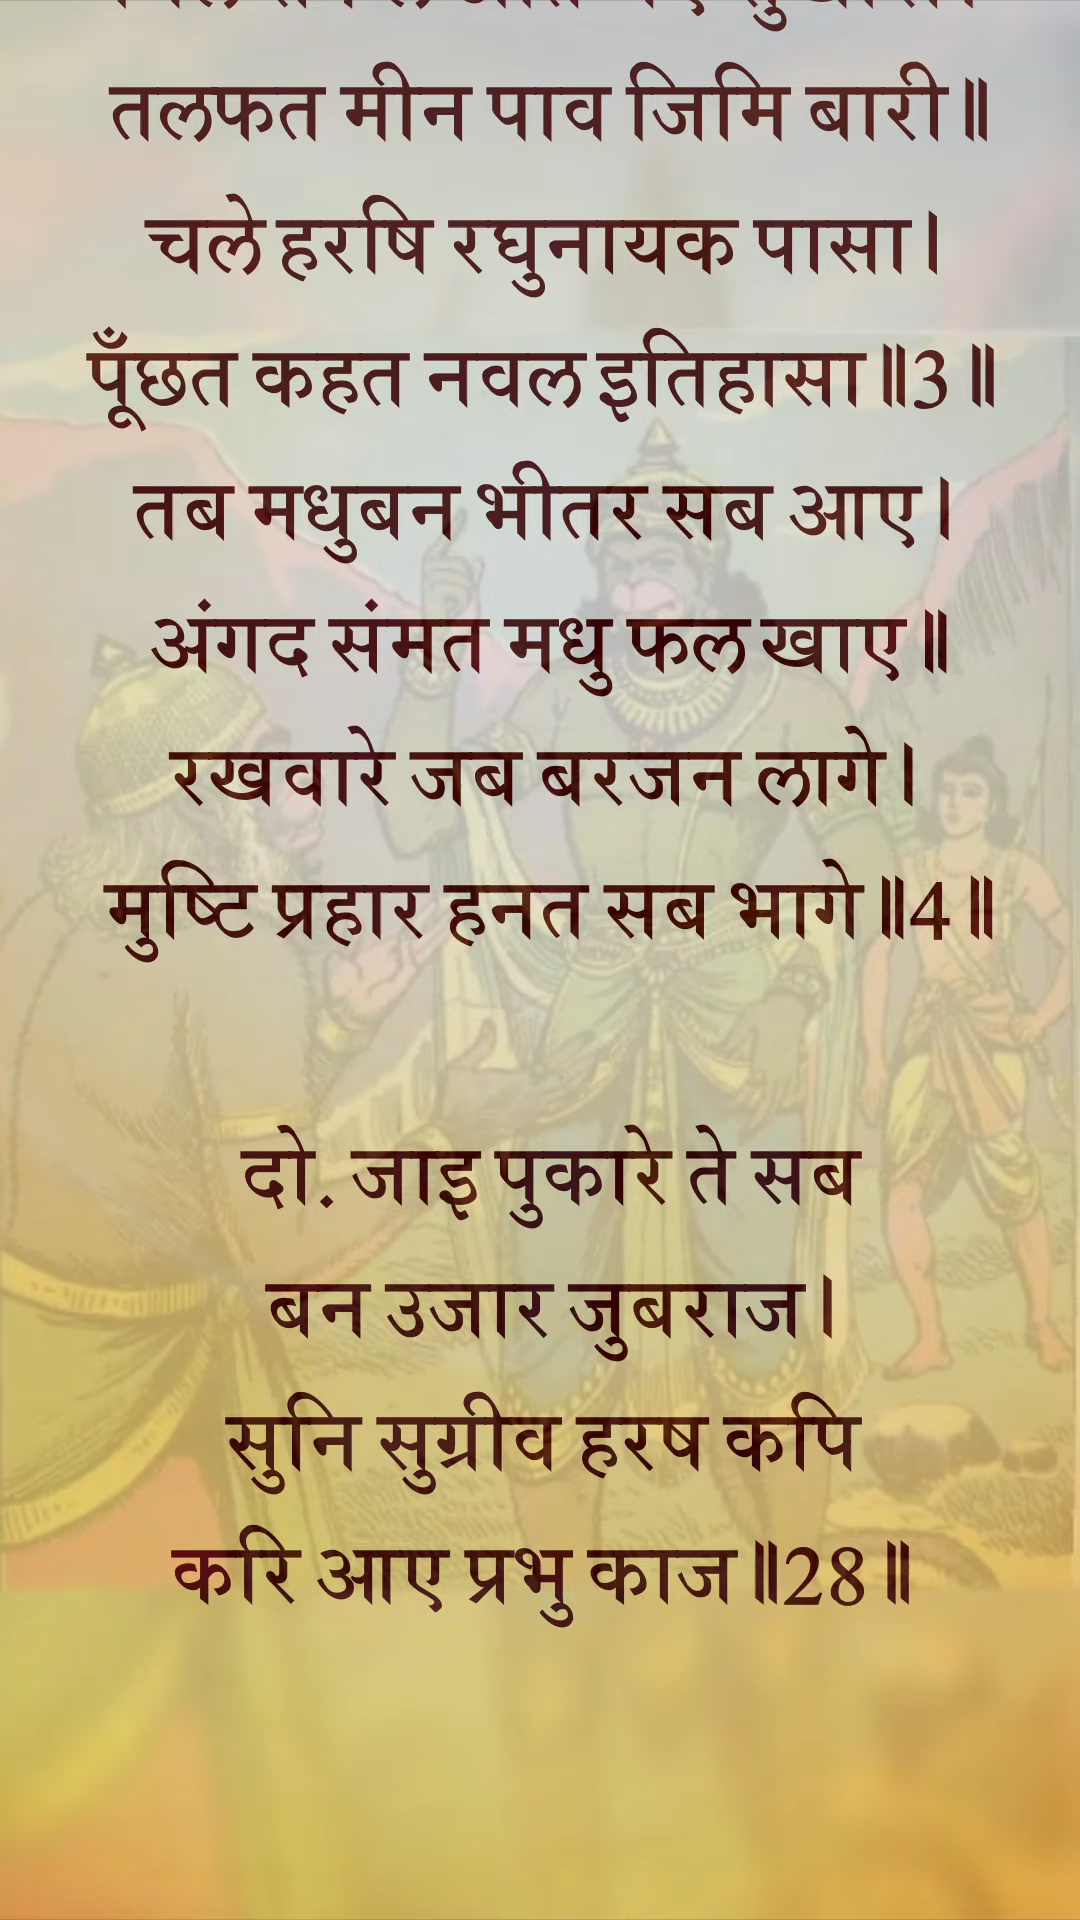 तलफत मीन पाव जिमि बारी॥
चले हरषि रघुनायक पासा।
पूँछत कहत नवल इतिहासा॥3॥
तब मधुबन भीतर सब आए।
अंगद संमत मधु फल खाए॥
रखवारे जब बरजन लागे।
मुष्टि प्रहार हनत सब भागे॥4॥
दो. जाइ पुकारे ते सब
बन उजार जुबराज।
सुनि सुग्रीव हरष कपि
करि आए प्रभु काज॥28॥